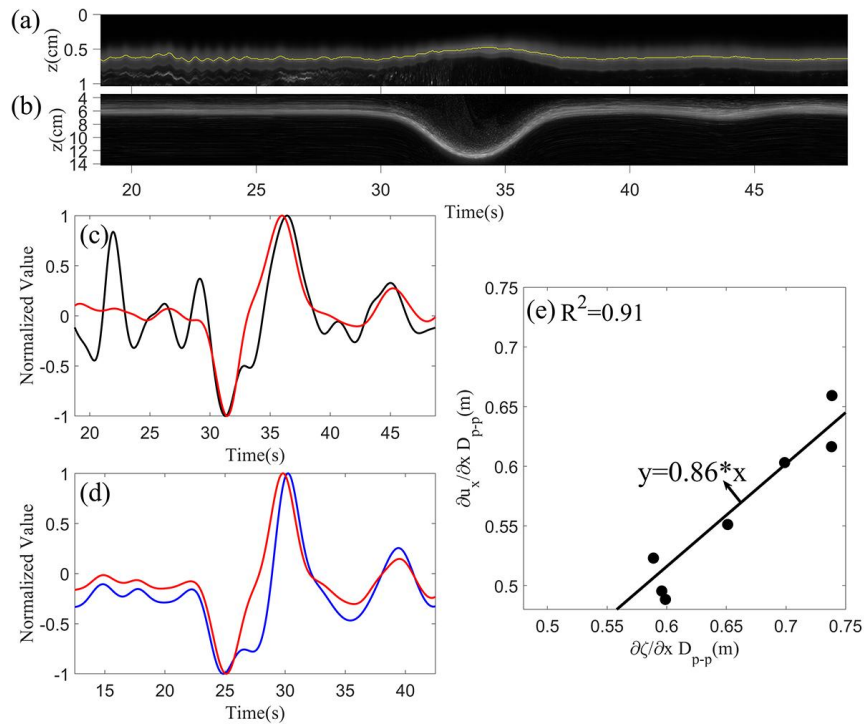 (a)
z(cm)
0
0.5
1
(b)
z(cm)
4
6
8
10
12
14
20 25 30 35 40 45
Time(s)
(c)
Normalized Value
1
0.5
0
-0.5
-1
20 25 30 35 40 45
Time(s)
(d)
Normalized Value
1
0.5
0
-0.5
-1
15 20 25 30 35 40
Time(s)
(e) R²=0.91
∂uₓ/∂x D_{p-p}(m)
0.75
0.7
0.65
0.6
0.55
0.5
y=0.86*x
0.5 0.55 0.6 0.65 0.7 0.75
∂ζ/∂x D_{p-p}(m)